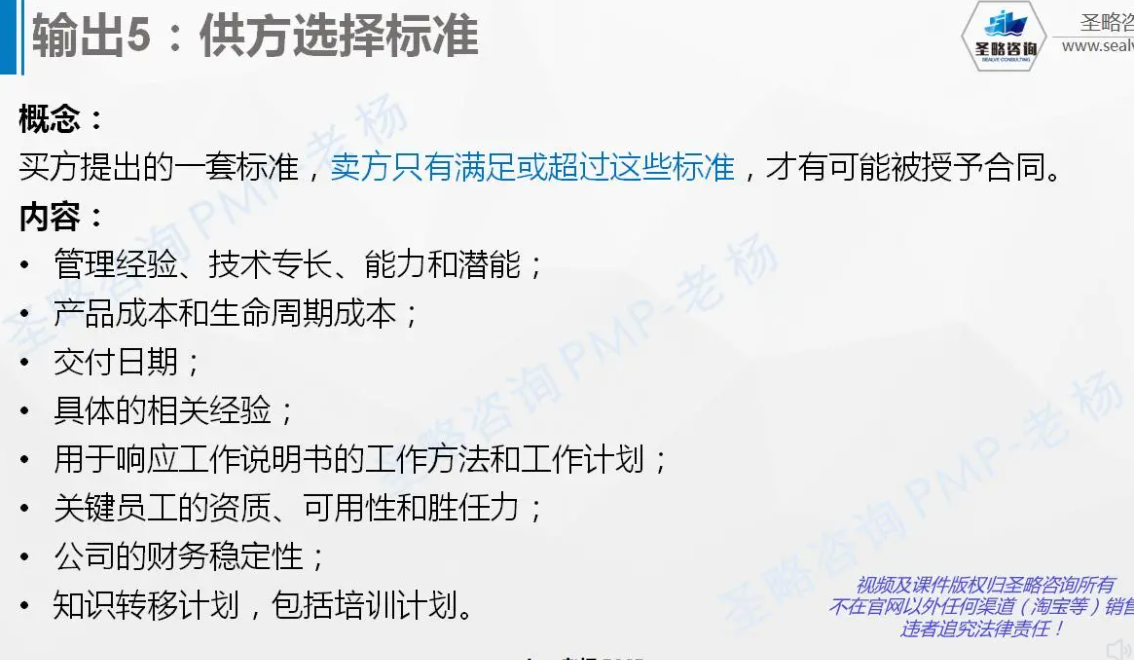 输出5：供方选择标准
圣略咨询
SEALVE CONSULTING
圣略咨
www.sealv
概念：
买方提出的一套标准，卖方只有满足或超过这些标准，才有可能被授予合同。
内容：
• 管理经验、技术专长、能力和潜能；
• 产品成本和生命周期成本；
• 交付日期；
• 具体的相关经验；
• 用于响应工作说明书的工作方法和工作计划；
• 关键员工的资质、可用性和胜任力；
• 公司的财务稳定性；
• 知识转移计划，包括培训计划。
圣略咨询PMP-老杨
圣略咨询PMP-老杨
圣略咨询PMP-老杨
视频及课件版权归圣略咨询所有
不在官网以外任何渠道（淘宝等）销售
违者追究法律责任！